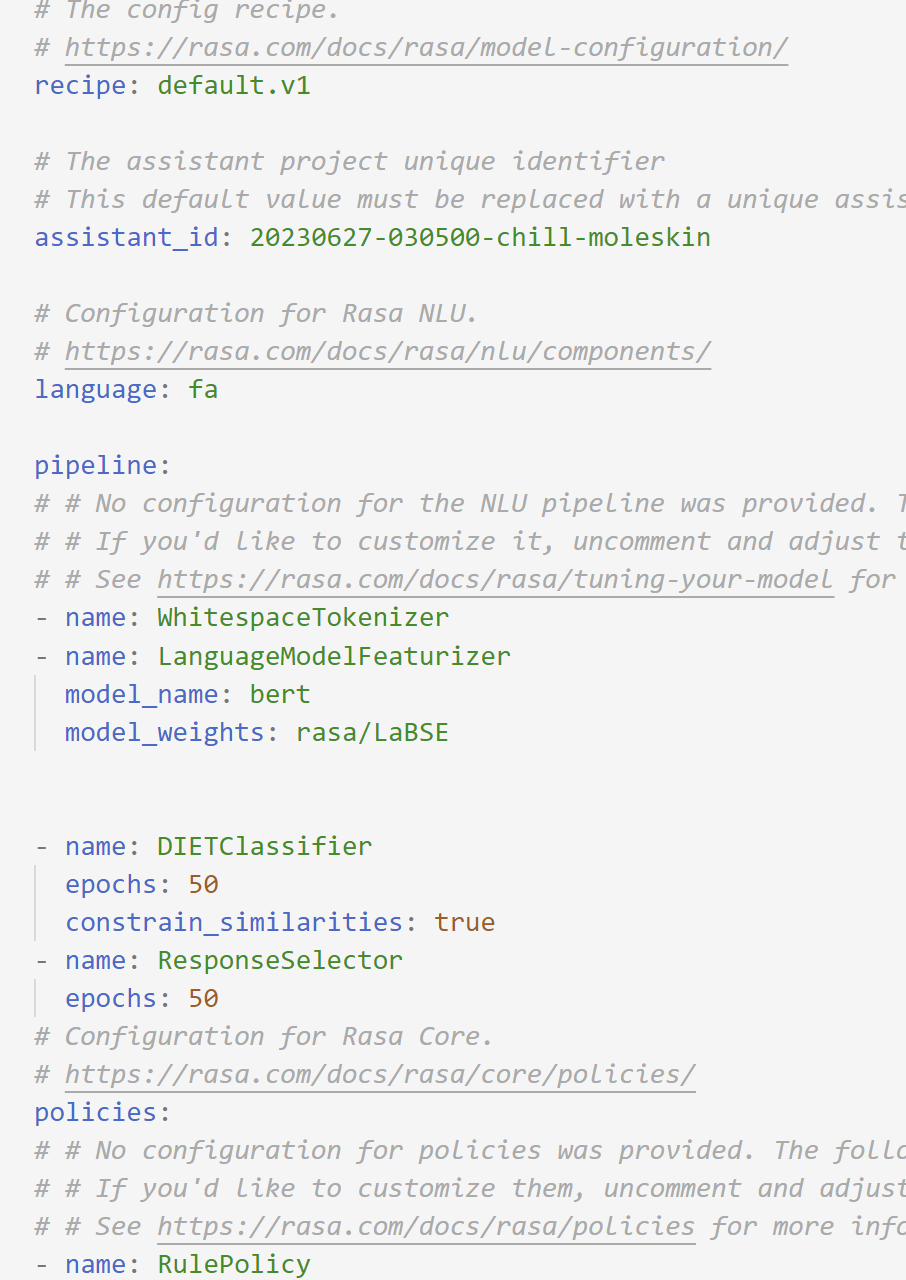 # The config recipe.
# https://rasa.com/docs/rasa/model-configuration/
recipe: default.v1
# The assistant project unique identifier
# This default value must be replaced with a unique assis
assistant_id: 20230627-030500-chill-moleskin
# Configuration for Rasa NLU.
# https://rasa.com/docs/rasa/nlu/components/
language: fa
pipeline:
# # No configuration for the NLU pipeline was provided. T
# # If you'd like to customize it, uncomment and adjust t
# # See https://rasa.com/docs/rasa/tuning-your-model for
- name: WhitespaceTokenizer
- name: LanguageModelFeaturizer
model_name: bert
model_weights: rasa/LaBSE
- name: DIETClassifier
epochs: 50
constrain_similarities: true
- name: ResponseSelector
epochs: 50
# Configuration for Rasa Core.
# https://rasa.com/docs/rasa/core/policies/
policies:
# # No configuration for policies was provided. The follo
# # If you'd like to customize them, uncomment and adjust
# # See https://rasa.com/docs/rasa/policies for more info
- name: RulePolicy